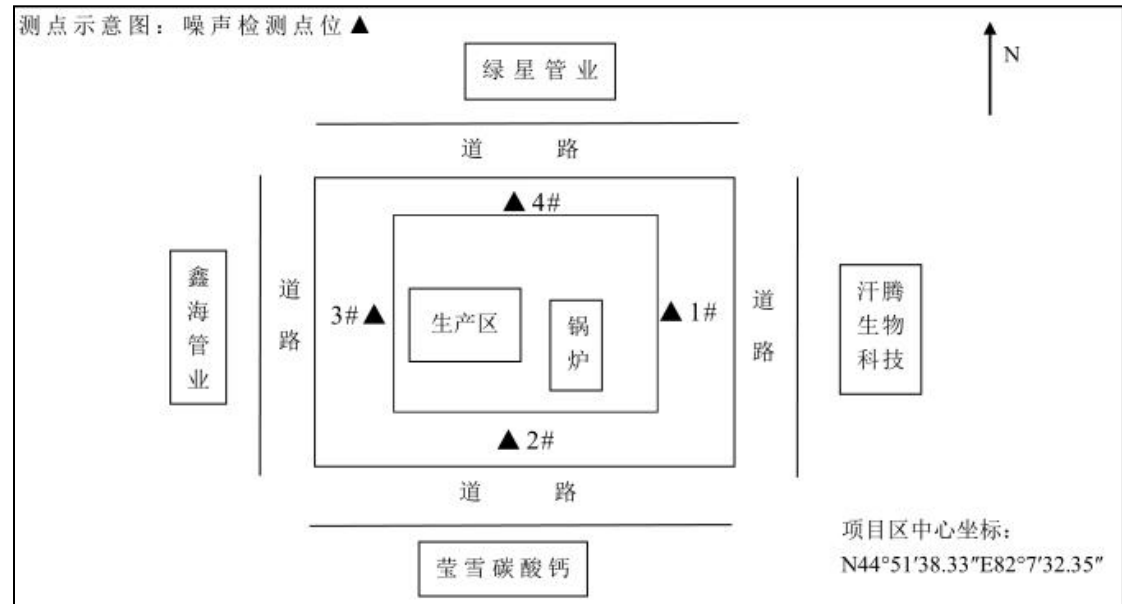 测点示意图：噪声检测点位▲
N
绿星管业
道 路
▲4#
鑫海管业
道路
3#▲
生产区
锅炉
▲1#
道路
汗腾
生物
科技
▲2#
道 路
莹雪碳酸钙
项目区中心坐标：
N44°51′38.33″E82°7′32.35″